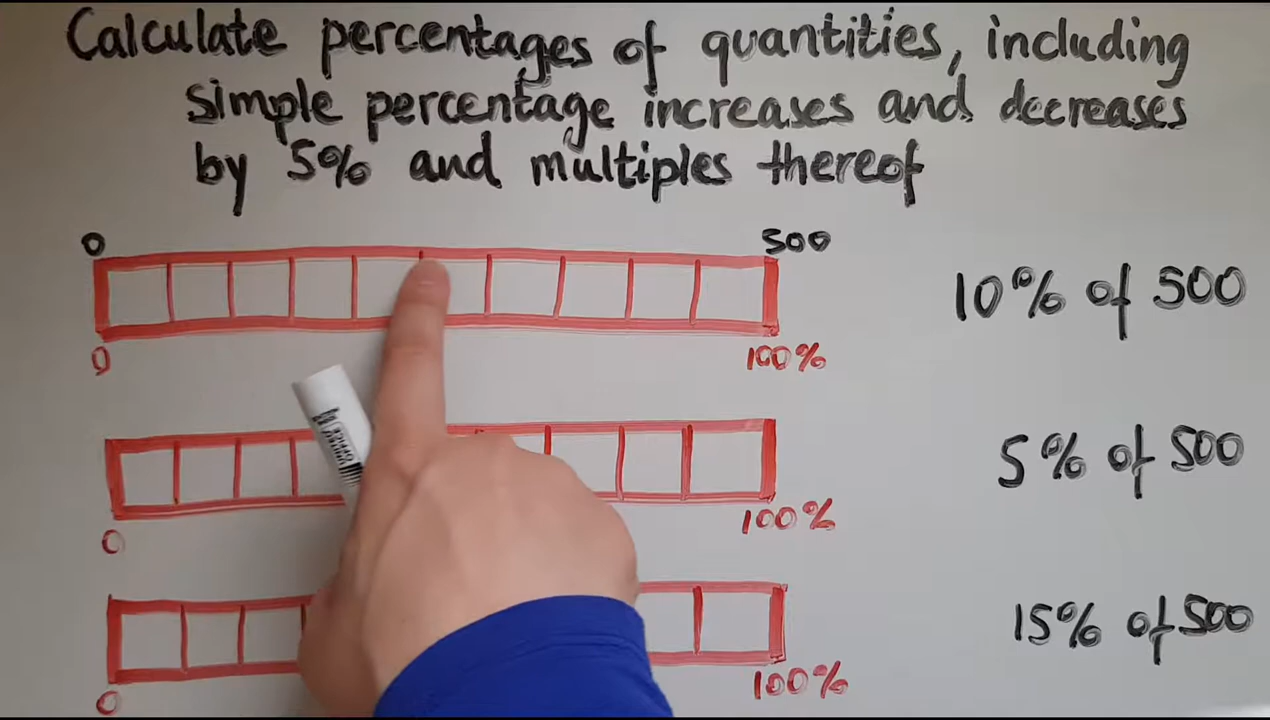 Calculate percentages of quantities, including
simple percentage increases and decreases
by 5% and multiples thereof
0 500
10% of 500
0 100%
5% of 500
0 100%
15% of 500
0 100%